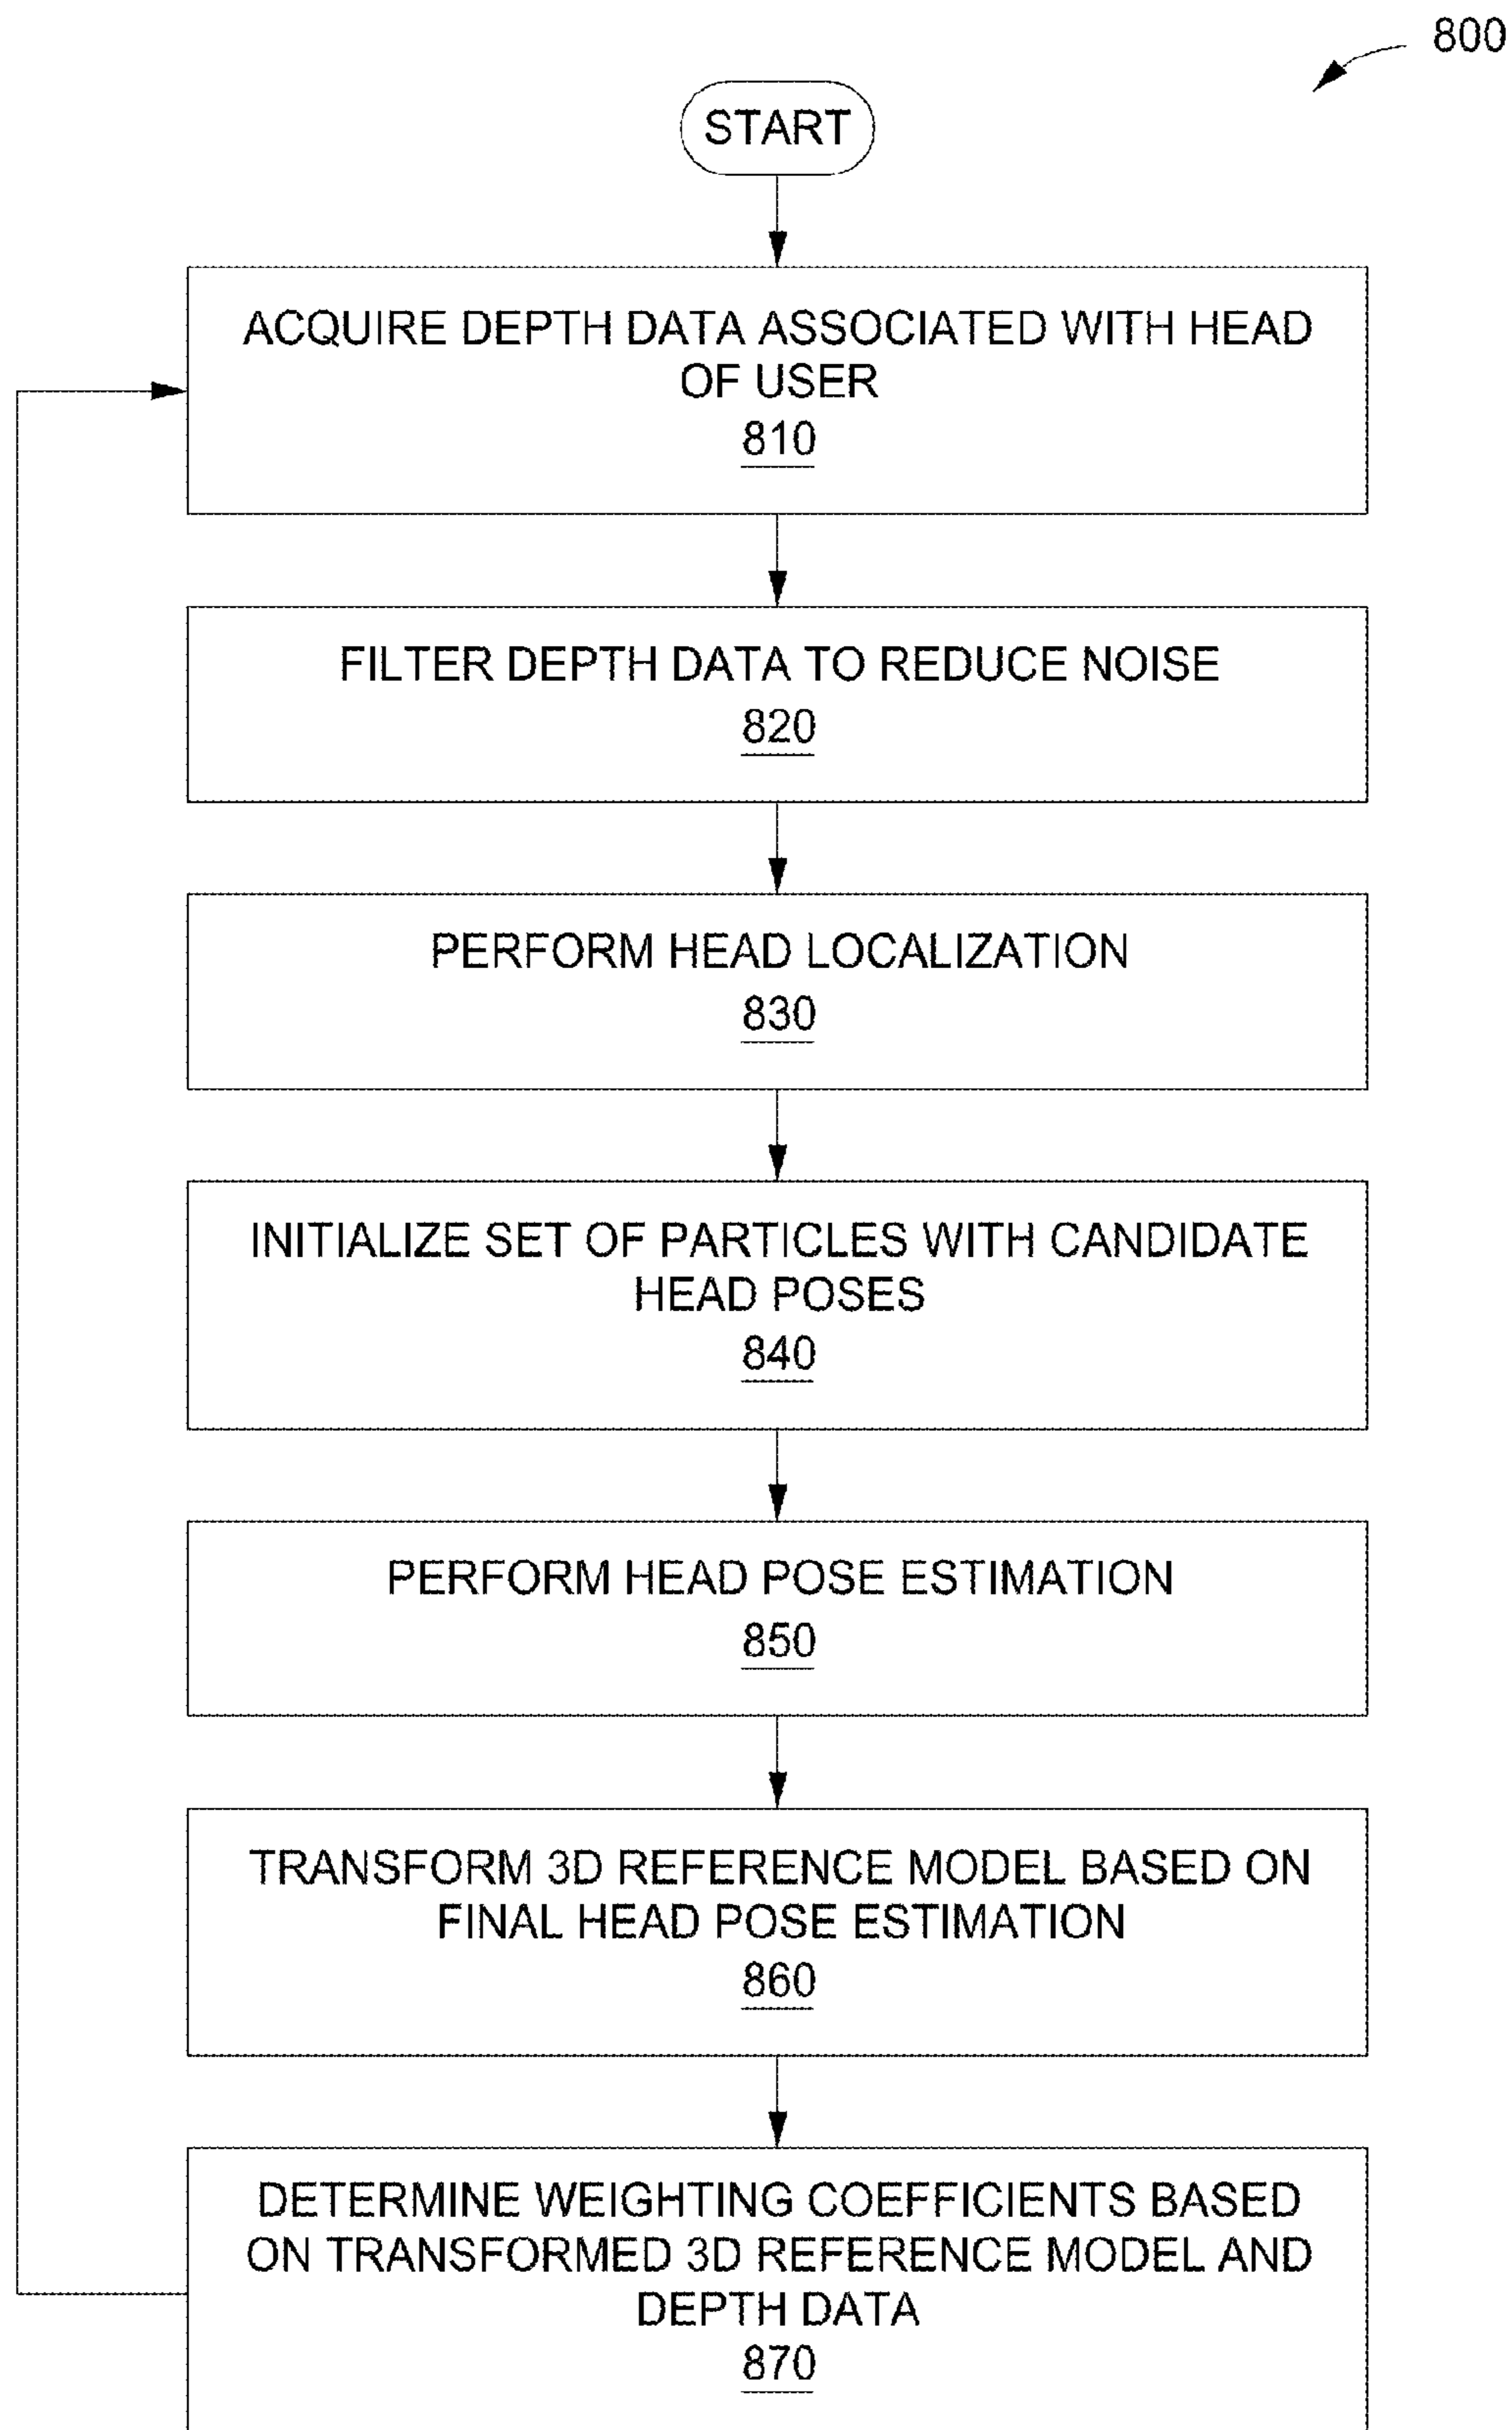 800
START
ACQUIRE DEPTH DATA ASSOCIATED WITH HEAD
OF USER
810
FILTER DEPTH DATA TO REDUCE NOISE
820
PERFORM HEAD LOCALIZATION
830
INITIALIZE SET OF PARTICLES WITH CANDIDATE
HEAD POSES
840
PERFORM HEAD POSE ESTIMATION
850
TRANSFORM 3D REFERENCE MODEL BASED ON
FINAL HEAD POSE ESTIMATION
860
DETERMINE WEIGHTING COEFFICIENTS BASED
ON TRANSFORMED 3D REFERENCE MODEL AND
DEPTH DATA
870